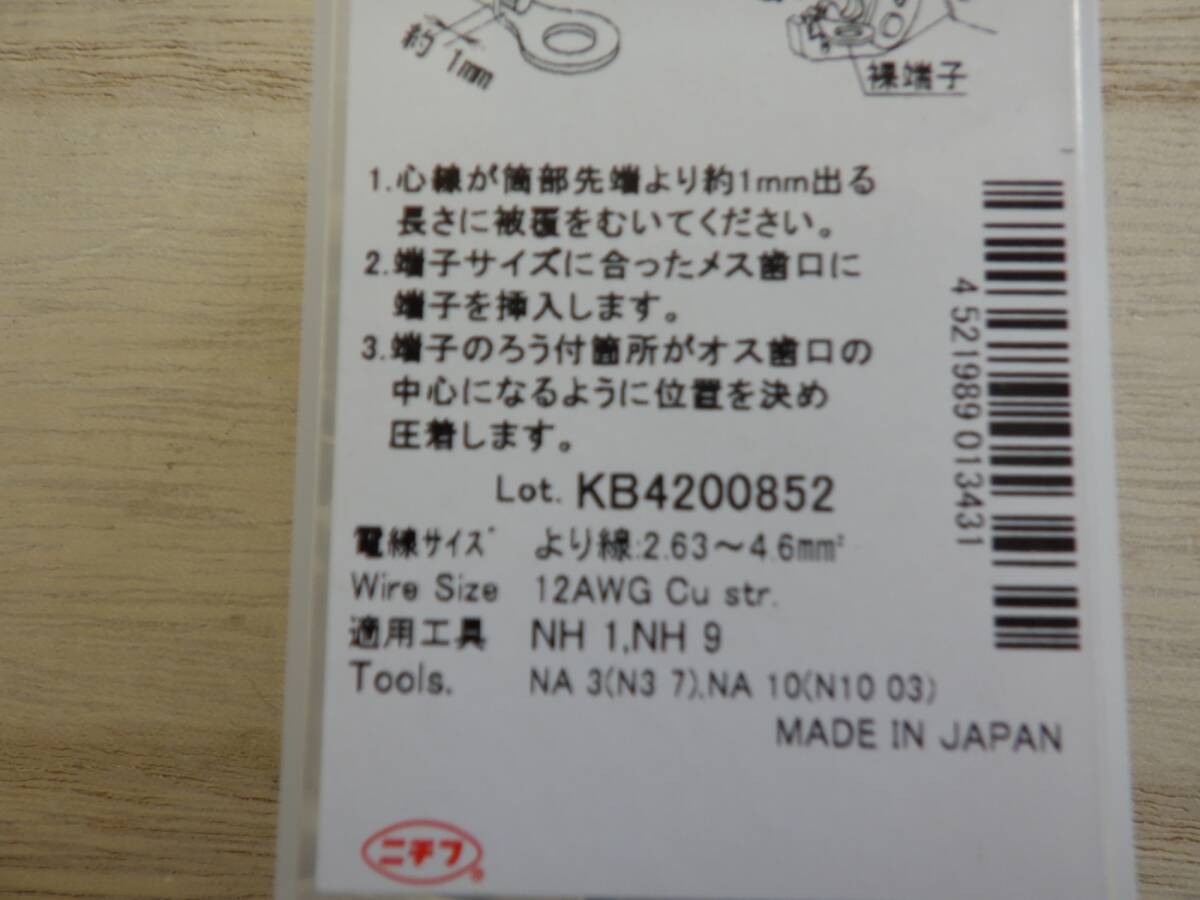 約1mm
裸端子
1.心線が筒部先端より約1mm出る
長さに被覆をむいてください。
2.端子サイズに合ったメス歯口に
端子を挿入します。
3.端子のろう付箇所がオス歯口の
中心になるように位置を決め
圧着します。
Lot. KB4200852
電線サイズ より線:2.63〜4.6mm²
Wire Size 12AWG Cu str.
適用工具 NH 1,NH 9
Tools. NA 3(N3 7),NA 10(N10 03)
MADE IN JAPAN
4 521989 013431
ニチフ